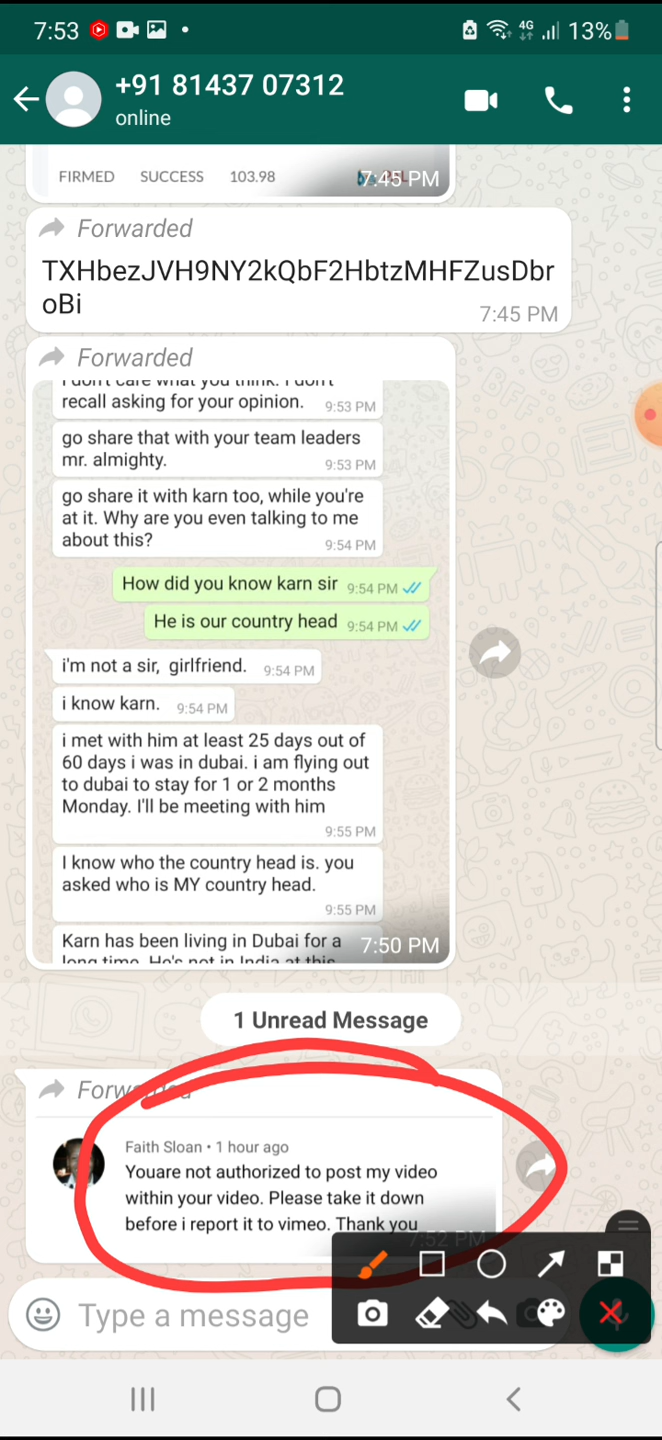 7:53
4G
13%
+91 81437 07312
online
FIRMED SUCCESS 103.98
7:45 PM
Forwarded
TXHbezJVH9NY2kQbF2HbtzMHFZusDbr
oBi
7:45 PM
Forwarded
I don't care what you think. I don't
recall asking for your opinion. 9:53 PM
go share that with your team leaders
mr. almighty. 9:53 PM
go share it with karn too, while you're
at it. Why are you even talking to me
about this? 9:54 PM
How did you know karn sir 9:54 PM
He is our country head 9:54 PM
i'm not a sir, girlfriend. 9:54 PM
i know karn. 9:54 PM
i met with him at least 25 days out of
60 days i was in dubai. i am flying out
to dubai to stay for 1 or 2 months
Monday. I'll be meeting with him
9:55 PM
I know who the country head is. you
asked who is MY country head.
9:55 PM
Karn has been living in Dubai for a
long time. He's not in India at this
7:50 PM
1 Unread Message
Forwarded
Faith Sloan • 1 hour ago
Youare not authorized to post my video
within your video. Please take it down
before i report it to vimeo. Thank you
7:52 PM
Type a message